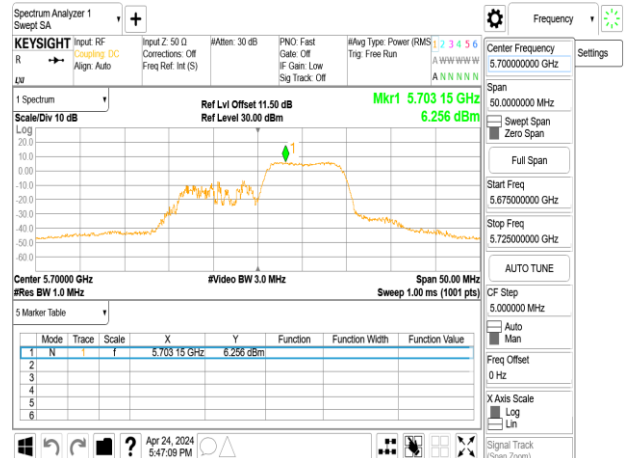 Spectrum Analyzer 1
Swept SA
KEYSIGHT
R
Input: RF
Coupling: DC
Align: Auto
Input Z: 50 Ω
Corrections: Off
Freq Ref: Int (S)
#Atten: 30 dB
PNO: Fast
Gate: Off
IF Gain: Low
Sig Track: Off
#Avg Type: Power (RMS
Trig: Free Run
1 2 3 4 5 6
A W W W W W
A N N N N N
1 Spectrum
Scale/Div 10 dB
Ref Lvl Offset 11.50 dB
Ref Level 30.00 dBm
Mkr1 5.703 15 GHz
6.256 dBm
Log
20.0
10.0
0.00
-10.0
-20.0
-30.0
-40.0
-50.0
-60.0
1
Center 5.70000 GHz
#Video BW 3.0 MHz
Span 50.00 MHz
#Res BW 1.0 MHz
Sweep 1.00 ms (1001 pts)
5 Marker Table
Mode Trace Scale X Y Function Function Width Function Value
1 N 1 f 5.703 15 GHz 6.256 dBm
2
3
4
5
6
Apr 24, 2024
5:47:09 PM
?
Frequency
Settings
Center Frequency
5.700000000 GHz
Span
50.0000000 MHz
Swept Span
Zero Span
Full Span
Start Freq
5.675000000 GHz
Stop Freq
5.725000000 GHz
AUTO TUNE
CF Step
5.000000 MHz
Auto
Man
Freq Offset
0 Hz
X Axis Scale
Log
Lin
Signal Track
(Span Zoom)